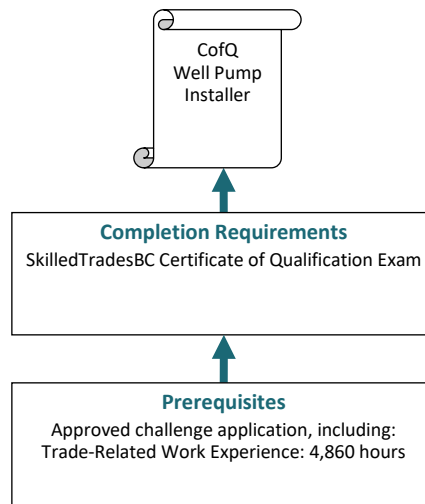 CofQ
Well Pump
Installer
Completion Requirements
SkilledTradesBC Certificate of Qualification Exam
Prerequisites
Approved challenge application, including:
Trade-Related Work Experience: 4,860 hours